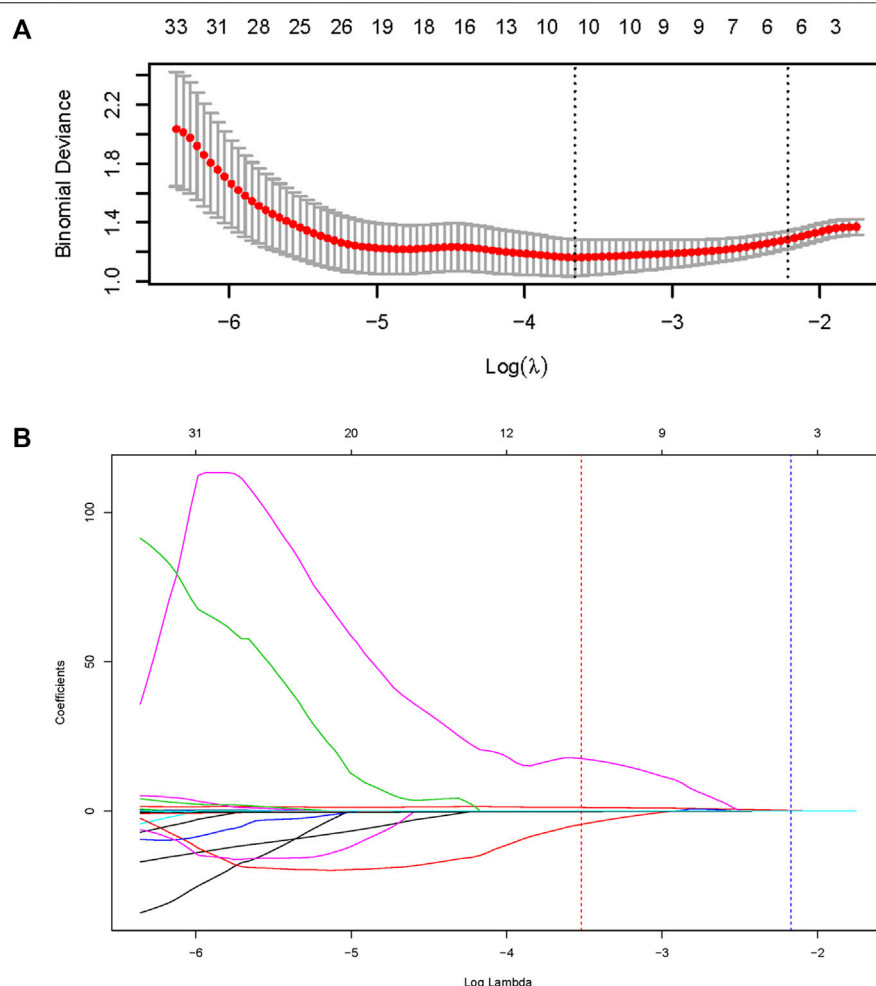 A
33 31 28 25 26 19 18 16 13 10 10 10 9 9 7 6 6 3
Binomial Deviance
2.2
1.8
1.4
1.0
−6 −5 −4 −3 −2
Log(λ)
B
31 20 12 9 3
Coefficients
100
50
0
−6 −5 −4 −3 −2
Log Lambda